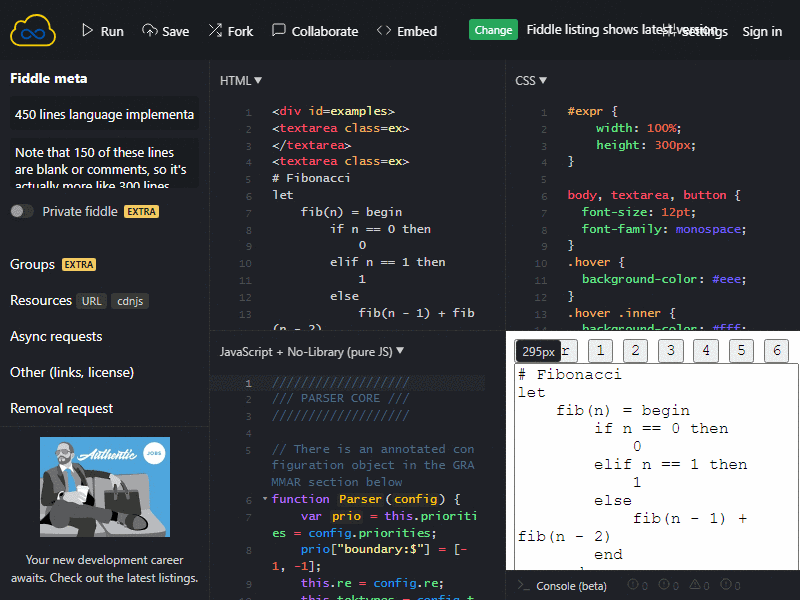 Run
Save
Fork
Collaborate
Embed
Change
Fiddle listing shows latest version
Settings
Sign in
Fiddle meta
450 lines language implementa
Note that 150 of these lines
are blank or comments, so it's
actually more like 300 lines
Private fiddle EXTRA
Groups EXTRA
Resources URL cdnjs
Async requests
Other (links, license)
Removal request
Authentic JOBS
Your new development career
awaits. Check out the latest listings.
HTML
1 <div id=examples>
2 <textarea class=ex>
3 </textarea>
4 <textarea class=ex>
5 # Fibonacci
6 let
7 fib(n) = begin
8 if n == 0 then
9 0
10 elif n == 1 then
11 1
12 else
13 fib(n - 1) + fib
(n - 2)
CSS
1 #expr {
2 width: 100%;
3 height: 300px;
4 }
5
6 body, textarea, button {
7 font-size: 12pt;
8 font-family: monospace;
9 }
10 .hover {
11 background-color: #eee;
12 }
13 .hover .inner {
14 background-color: #fff;
JavaScript + No-Library (pure JS)
1 ///////////////////
2 /// PARSER CORE ///
3 ///////////////////
4
5 // There is an annotated con
figuration object in the GRA
MMAR section below
6 function Parser(config) {
7 var prio = this.prioriti
es = config.priorities;
8 prio["boundary:$"] = [-
1, -1];
9 this.re = config.re;
this.toktypes = config.t
295px r 1 2 3 4 5 6
# Fibonacci
let
fib(n) = begin
if n == 0 then
0
elif n == 1 then
1
else
fib(n - 1) +
fib(n - 2)
end
Console (beta) 0 0 0 0